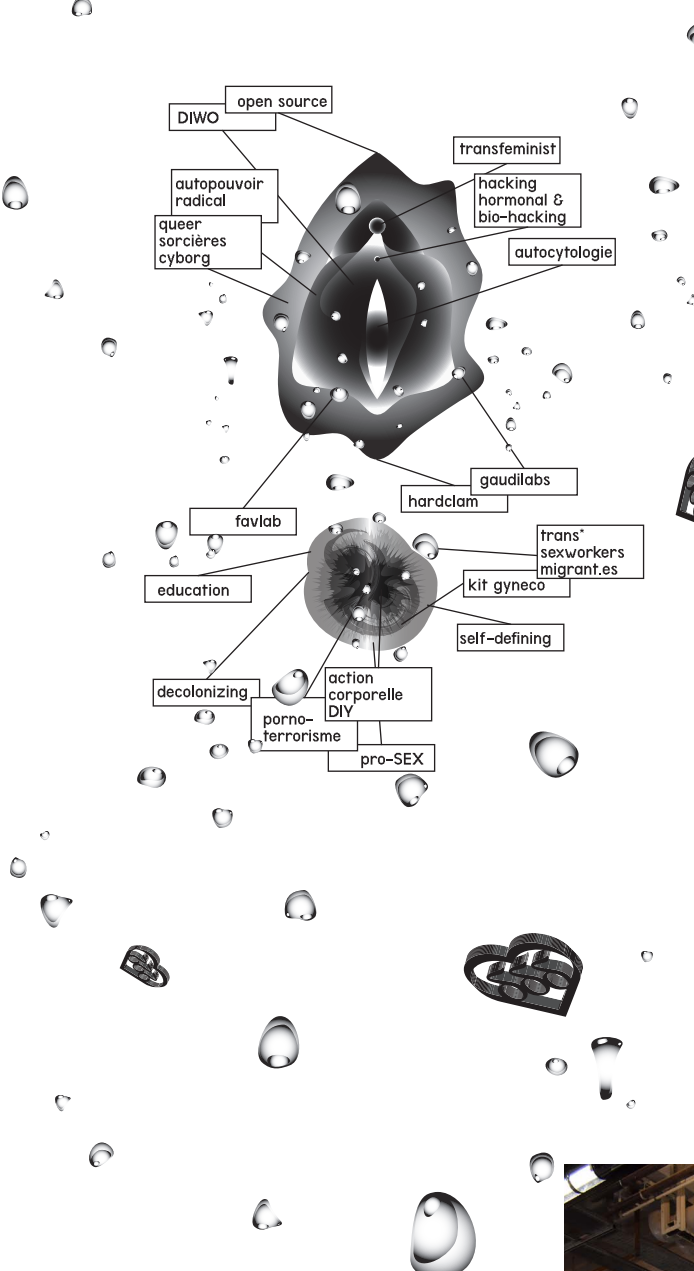 open source
DIWO
transfeminist
autopouvoir
radical
hacking
hormonal &
bio-hacking
queer
sorcières
cyborg
autocytologie
gaudilabs
hardclam
favlab
trans*
sexworkers
migrant.es
kit gyneco
education
self-defining
decolonizing
action
corporelle
DIY
porno-
terrorisme
pro-SEX